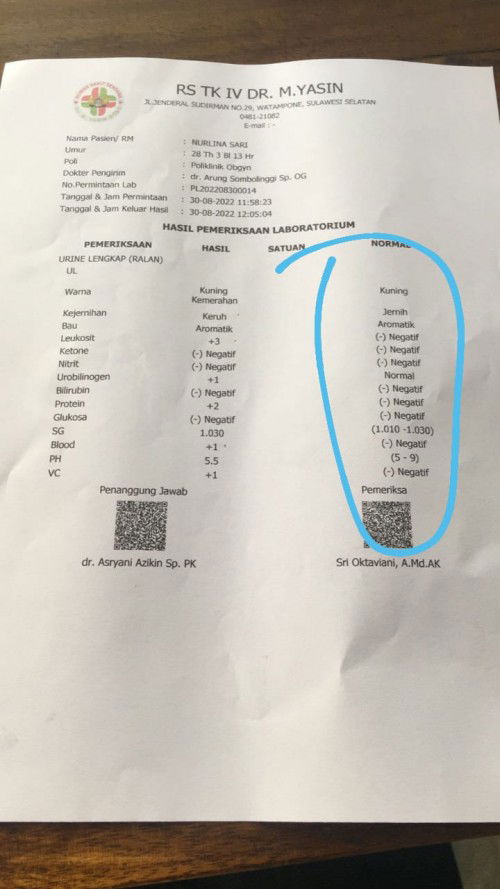 RS TK IV DR. M.YASIN
JL.JENDERAL SUDIRMAN NO.29, WATAMPONE, SULAWESI SELATAN
0481-21082
E-mail : -
Nama Pasien/ RM : NURLINA SARI
Umur : 28 Th 3 Bl 13 Hr
Poli : Poliklinik Obgyn
Dokter Pengirim : dr. Arung Sombolinggi Sp. OG
No.Permintaan Lab : PL202208300014
Tanggal & Jam Permintaan : 30-08-2022 11:58:23
Tanggal & Jam Keluar Hasil : 30-08-2022 12:05:04
HASIL PEMERIKSAAN LABORATORIUM
PEMERIKSAAN HASIL SATUAN NORMAL
URINE LENGKAP (RALAN)
UL
Warna Kuning Kemerahan Kuning
Kejernihan Keruh Jernih
Bau Aromatik Aromatik
Leukosit +3 (-) Negatif
Ketone (-) Negatif (-) Negatif
Nitrit (-) Negatif (-) Negatif
Urobilinogen +1 Normal
Bilirubin (-) Negatif (-) Negatif
Protein +2 (-) Negatif
Glukosa (-) Negatif (-) Negatif
SG 1.030 (1.010 -1.030)
Blood +1 (-) Negatif
PH 5.5 (5 - 9)
VC +1 (-) Negatif
Penanggung Jawab Pemeriksa
dr. Asryani Azikin Sp. PK Sri Oktaviani, A.Md.AK